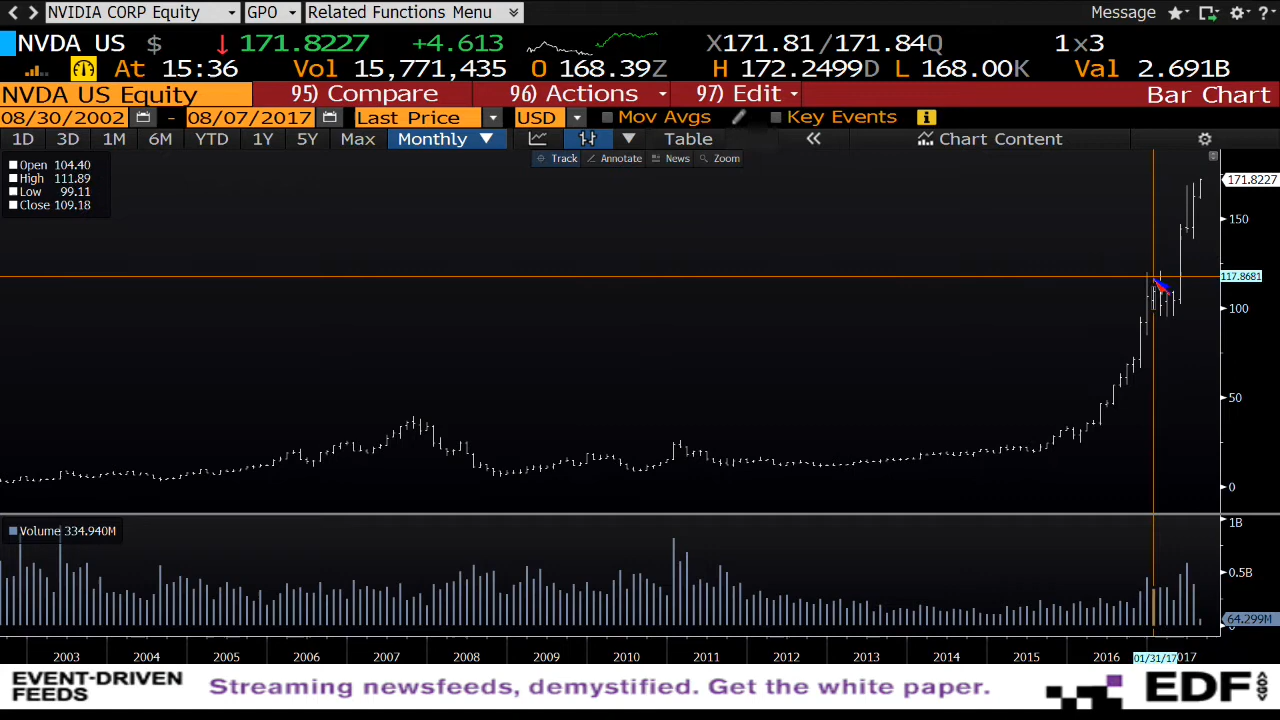 NVIDIA CORP Equity GPO Related Functions Menu Message ?
NVDA US $ ↓ 171.8227 +4.613 X171.81/171.84Q 1x3
At 15:36 Vol 15,771,435 O 168.39Z H 172.2499D L 168.00K Val 2.691B
NVDA US Equity 95) Compare 96) Actions 97) Edit Bar Chart
08/30/2002 - 08/07/2017 Last Price USD Mov Avgs Key Events i
1D 3D 1M 6M YTD 1Y 5Y Max Monthly ▼ Table « Chart Content
Track Annotate News Zoom
Open 104.40
High 111.89
Low 99.11
Close 109.18
171.8227
150
117.8681
100
50
0
Volume 334.940M
1B
0.5B
64.299M
2003 2004 2005 2006 2007 2008 2009 2010 2011 2012 2013 2014 2015 2016 01/31/17 017
EVENT-DRIVEN
FEEDS
Streaming newsfeeds, demystified. Get the white paper.
EDF